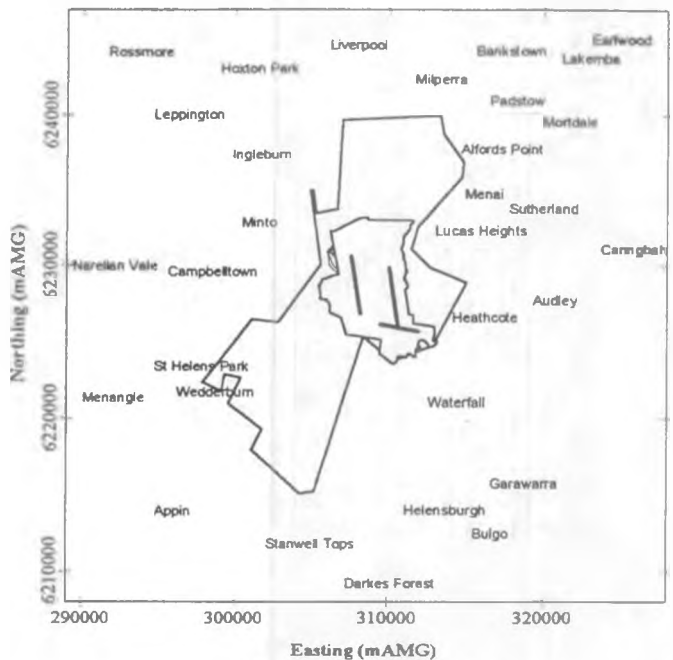 Rossmore
Liverpool
Bankstown
Earlwood
Lakemba
Hoxton Park
Milperra
Padstow
Leppington
Mortdale
Alfords Point
Ingleburn
Menai
Sutherland
Minto
Lucas Heights
Caringbah
Narellan Vale
Campbelltown
Audley
Heathcote
St Helens Park
Wedderburn
Menangle
Waterfall
Garawarra
Appin
Helensburgh
Bulgo
Stanwell Tops
Darkes Forest
6240000
6230000
6220000
6210000
Northing (mAMG)
290000
300000
310000
320000
Easting (mAMG)